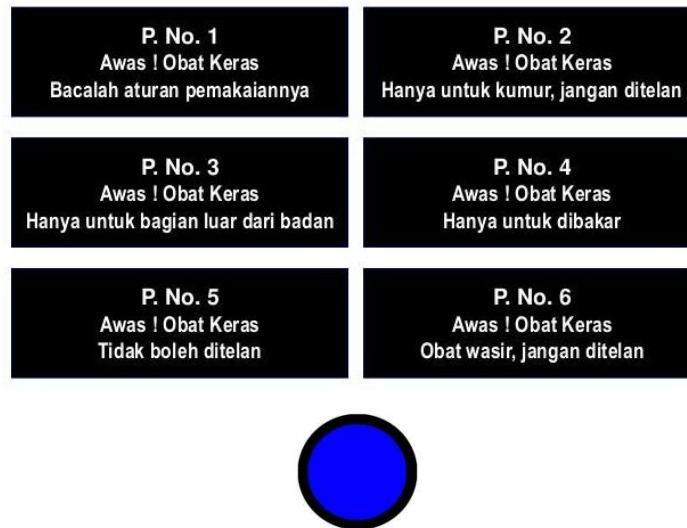 P. No. 1
Awas ! Obat Keras
Bacalah aturan pemakaiannya
P. No. 2
Awas ! Obat Keras
Hanya untuk kumur, jangan ditelan
P. No. 3
Awas ! Obat Keras
Hanya untuk bagian luar dari badan
P. No. 4
Awas ! Obat Keras
Hanya untuk dibakar
P. No. 5
Awas ! Obat Keras
Tidak boleh ditelan
P. No. 6
Awas ! Obat Keras
Obat wasir, jangan ditelan